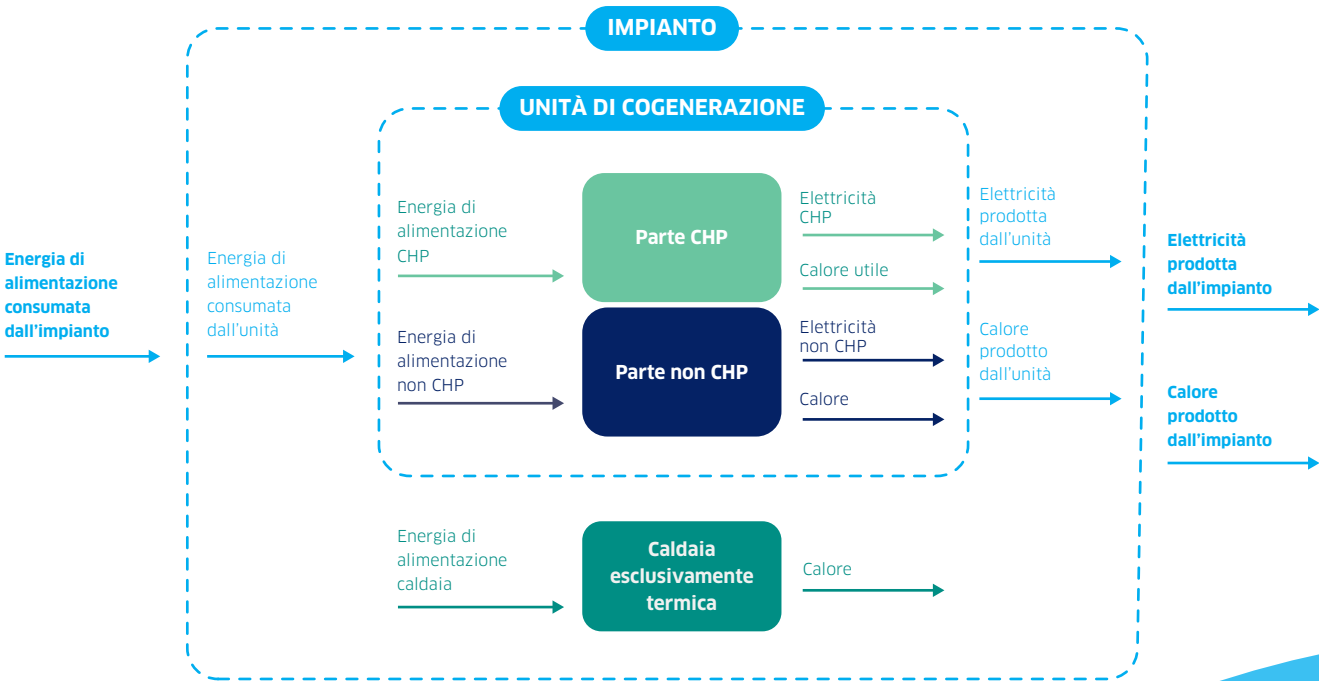 IMPIANTO
UNITÀ DI COGENERAZIONE
Energia di
alimentazione
consumata
dall'impianto
Energia di
alimentazione
consumata
dall'unità
Energia di
alimentazione
CHP
Parte CHP
Elettricità
CHP
Calore utile
Energia di
alimentazione
non CHP
Parte non CHP
Elettricità
non CHP
Calore
Elettricità
prodotta
dall'unità
Calore
prodotto
dall'unità
Elettricità
prodotta
dall'impianto
Calore
prodotto
dall'impianto
Energia di
alimentazione
caldaia
Caldaia
esclusivamente
termica
Calore